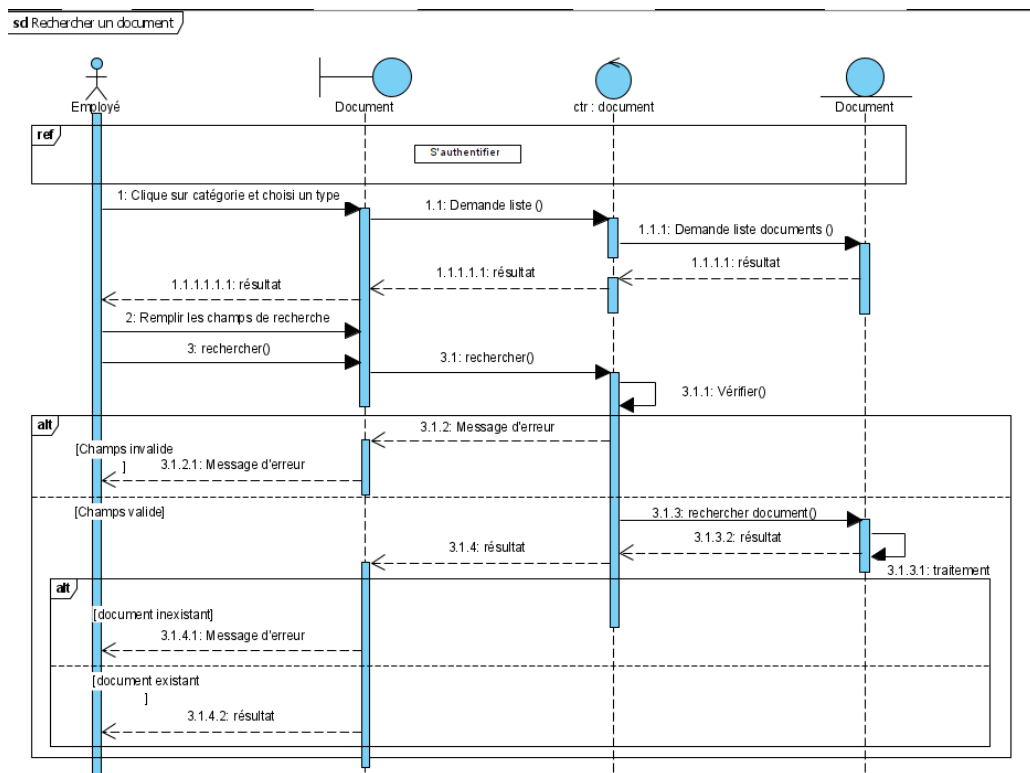 sd Rechercher un document
Employé
Document
ctr : document
Document
ref
S'authentifier
1: Clique sur catégorie et choisi un type
1.1: Demande liste ()
1.1.1: Demande liste documents ()
1.1.1.1: résultat
1.1.1.1.1: résultat
1.1.1.1.1.1: résultat
2: Remplir les champs de recherche
3: rechercher()
3.1: rechercher()
3.1.1: Vérifier()
alt
3.1.2: Message d'erreur
[Champs invalide
]
3.1.2.1: Message d'erreur
[Champs valide]
3.1.3: rechercher document()
3.1.3.2: résultat
3.1.4: résultat
3.1.3.1: traitement
alt
[document inexistant]
3.1.4.1: Message d'erreur
[document existant
]
3.1.4.2: résultat